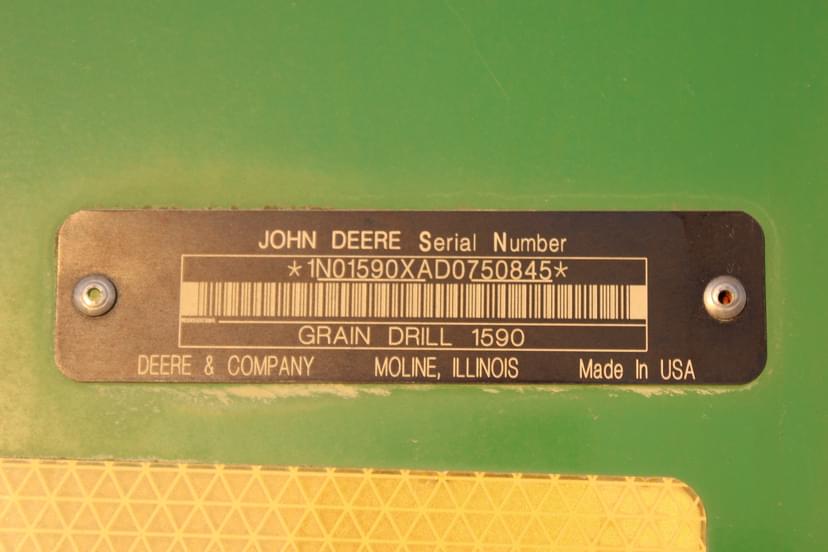 JOHN DEERE Serial Number
*1N01590XAD0750845*
GRAIN DRILL 1590
DEERE & COMPANY MOLINE, ILLINOIS Made In USA